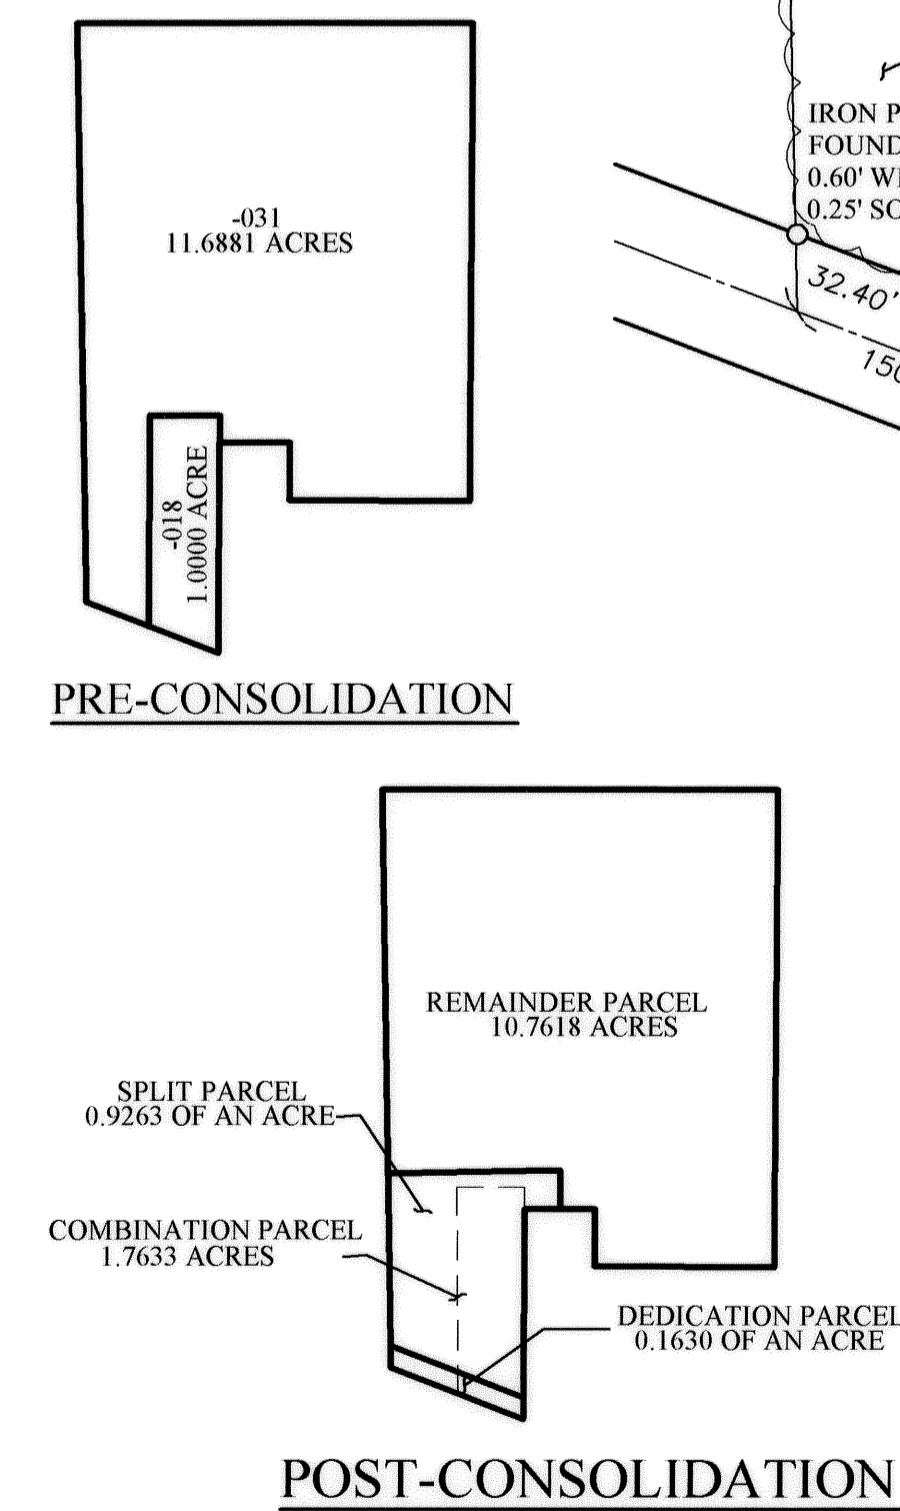 -031
11.6881 ACRES
IRON P
FOUND
0.60' W
0.25' SO
32.40'
150
-018
1.0000 ACRE
PRE-CONSOLIDATION
REMAINDER PARCEL
10.7618 ACRES
SPLIT PARCEL
0.9263 OF AN ACRE
COMBINATION PARCEL
1.7633 ACRES
DEDICATION PARCEL
0.1630 OF AN ACRE
POST-CONSOLIDATION